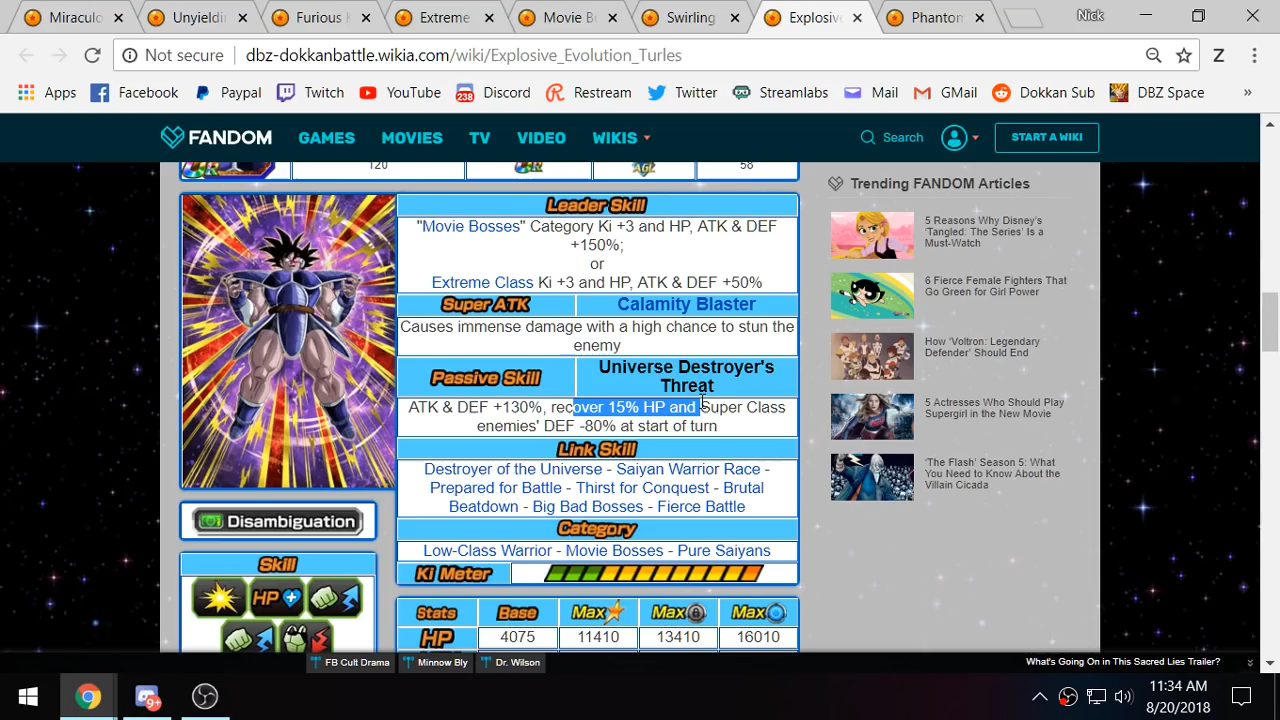 Miraculo
Unyieldin
Furious
Extreme
Movie B
Swirling
Explosiv
Phantom
Nick
Not secure
dbz-dokkanbattle.wikia.com/wiki/Explosive_Evolution_Turles
Z
Apps
Facebook
Paypal
Twitch
YouTube
238
Discord
Restream
Twitter
Streamlabs
Mail
GMail
Dokkan Sub
DBZ Space
»
FANDOM
GAMES
MOVIES
TV
VIDEO
WIKIS
Search
START A WIKI
120
58
Leader Skill
"Movie Bosses" Category Ki +3 and HP, ATK & DEF
+150%;
or
Extreme Class Ki +3 and HP, ATK & DEF +50%
Super ATK
Calamity Blaster
Causes immense damage with a high chance to stun the
enemy
Passive Skill
Universe Destroyer's
Threat
ATK & DEF +130%, recover 15% HP and Super Class
enemies' DEF -80% at start of turn
Link Skill
Destroyer of the Universe - Saiyan Warrior Race -
Prepared for Battle - Thirst for Conquest - Brutal
Beatdown - Big Bad Bosses - Fierce Battle
Category
Low-Class Warrior - Movie Bosses - Pure Saiyans
Ki Meter
Disambiguation
Skill
HP
Stats
Base
Max
Max
Max
HP
4075
11410
13410
16010
Trending FANDOM Articles
5 Reasons Why Disney's
'Tangled: The Series' Is a
Must-Watch
6 Fierce Female Fighters That
Go Green for Girl Power
How 'Voltron: Legendary
Defender' Should End
5 Actresses Who Should Play
Supergirl in the New Movie
'The Flash' Season 5: What
You Need to Know About the
Villain Cicada
FB Cult Drama
Minnow Bly
Dr. Wilson
What's Going On in This Sacred Lies Trailer?
9+
11:34 AM
8/20/2018